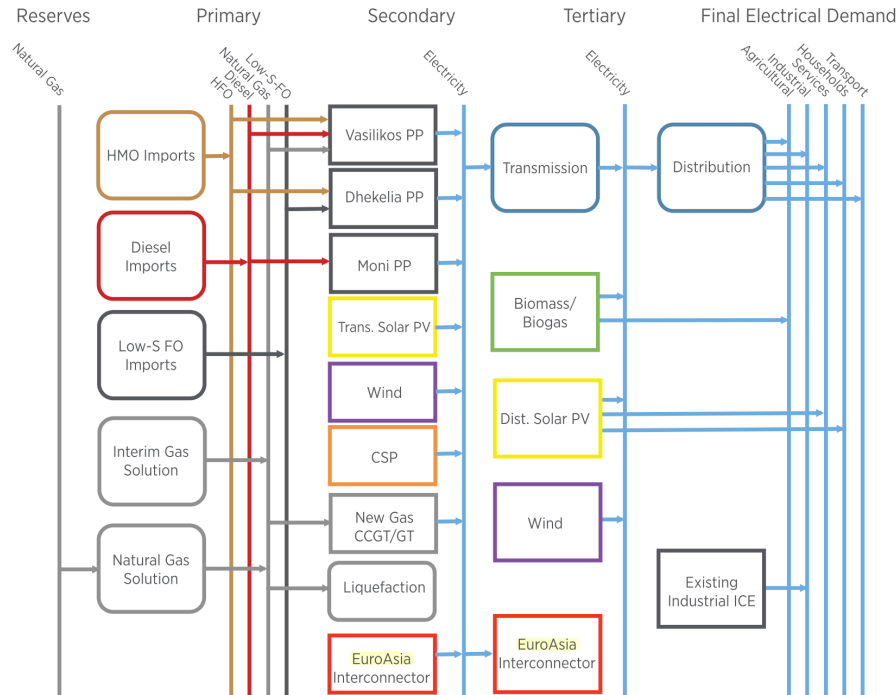 Reserves
Primary
Secondary
Tertiary
Final Electrical Demand
Natural Gas
HFO
Diesel
Natural Gas
Low-S-FO
Electricity
Electricity
Agricultural
Industrial
Services
Households
Transport
HMO Imports
Diesel
Imports
Low-S FO
Imports
Interim Gas
Solution
Natural Gas
Solution
Vasilikos PP
Dhekelia PP
Moni PP
Trans. Solar PV
Wind
CSP
New Gas
CCGT/GT
Liquefaction
EuroAsia
Interconnector
Transmission
Biomass/
Biogas
Dist. Solar PV
Wind
EuroAsia
Interconnector
Distribution
Existing
Industrial ICE